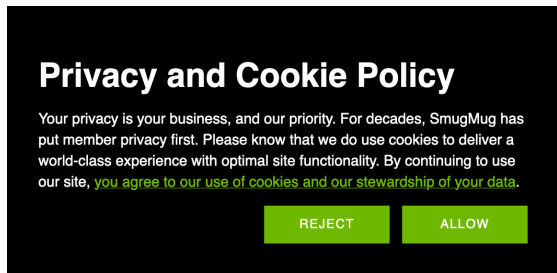 Privacy and Cookie Policy
Your privacy is your business, and our priority. For decades, SmugMug has
put member privacy first. Please know that we do use cookies to deliver a
world-class experience with optimal site functionality. By continuing to use
our site, you agree to our use of cookies and our stewardship of your data.
REJECT
ALLOW